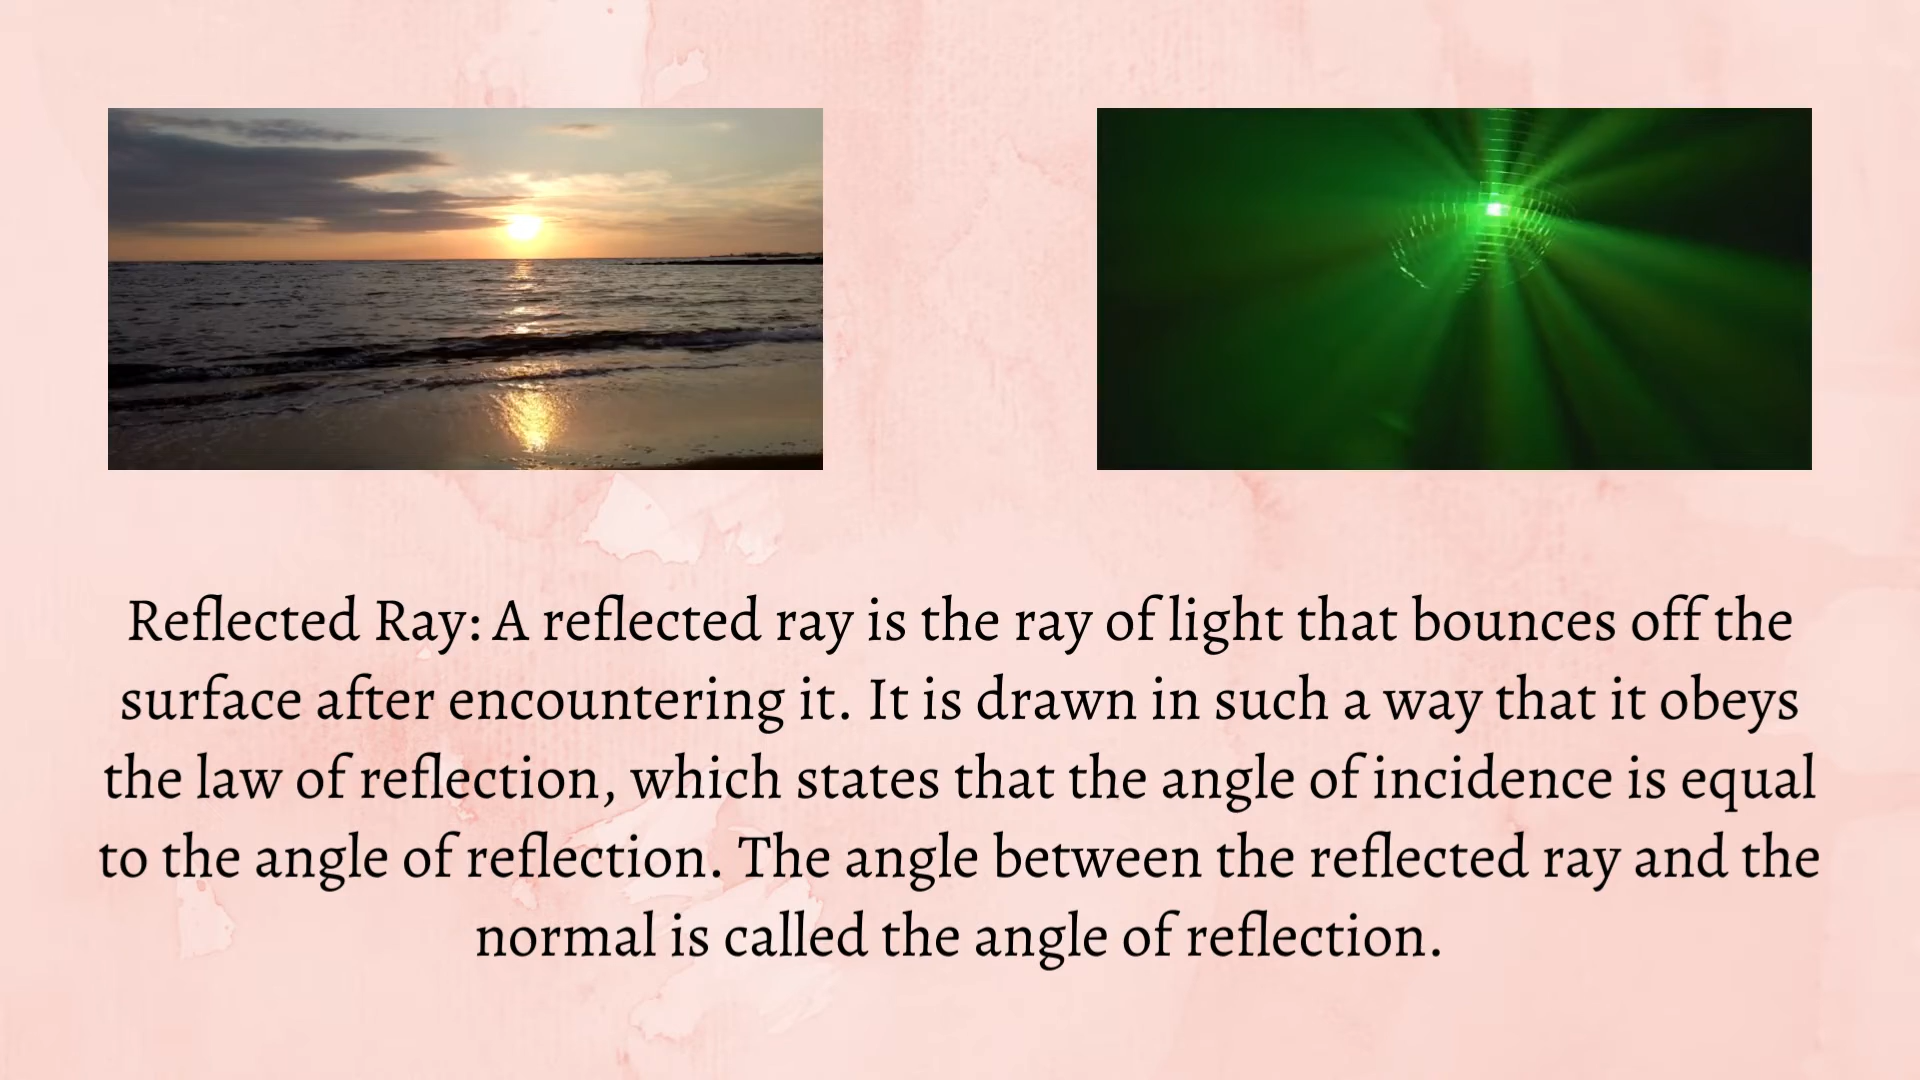 Reflected Ray: A reflected ray is the ray of light that bounces off the
surface after encountering it. It is drawn in such a way that it obeys
the law of reflection, which states that the angle of incidence is equal
to the angle of reflection. The angle between the reflected ray and the
normal is called the angle of reflection.